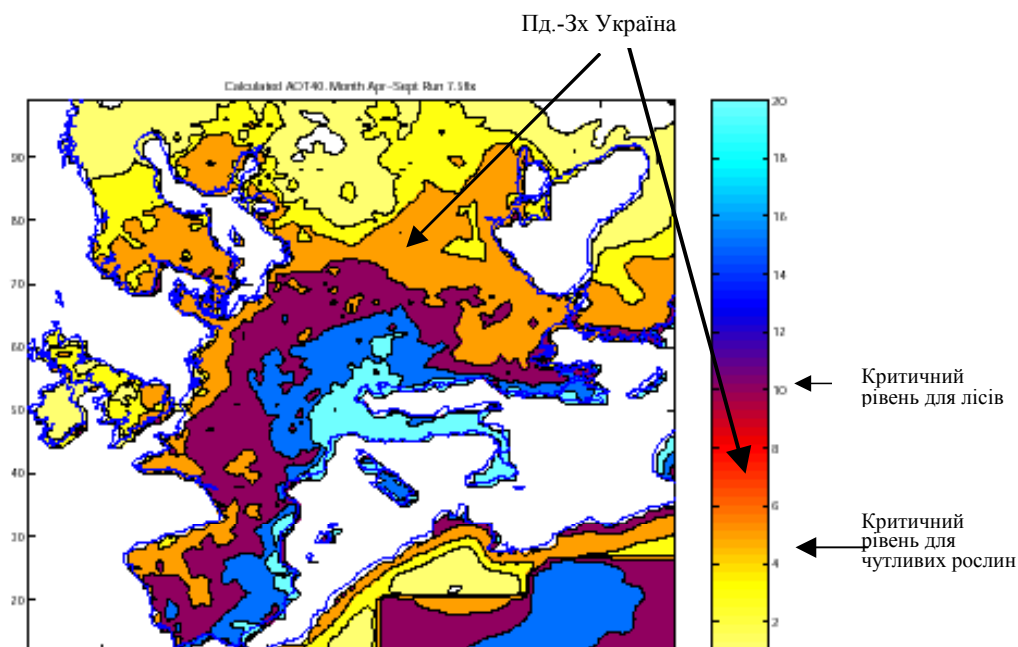 Пд.-Зх Україна
Calculated AOT40. Month Apr-Sept Run 7.5
90
80
70
60
50
40
30
20
20
18
16
14
12
10
8
6
4
2
Критичний
рівень для лісів
Критичний
рівень для
чутливих рослин